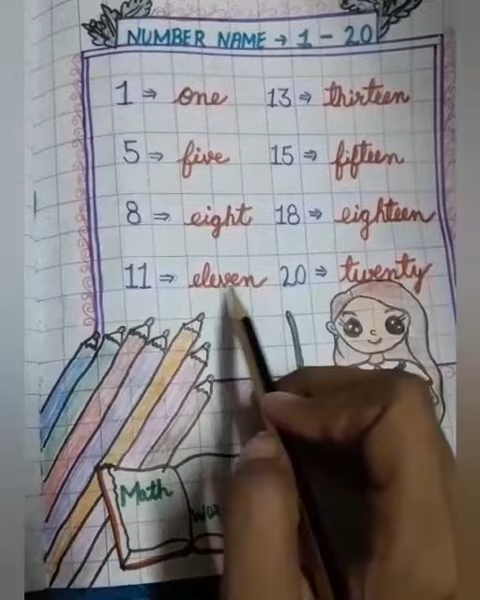 NUMBER NAME → 1 - 20
1 ⇒ one 13 ⇒ thirteen
5 ⇒ five 15 ⇒ fifteen
8 ⇒ eight 18 ⇒ eighteen
11 ⇒ eleven 20 ⇒ twenty
Math